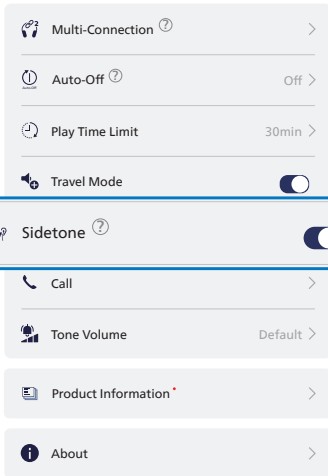 Multi-Connection ?
Auto-Off ? Off
Play Time Limit 30min
Travel Mode
Sidetone ?
Call
Tone Volume Default
Product Information
About